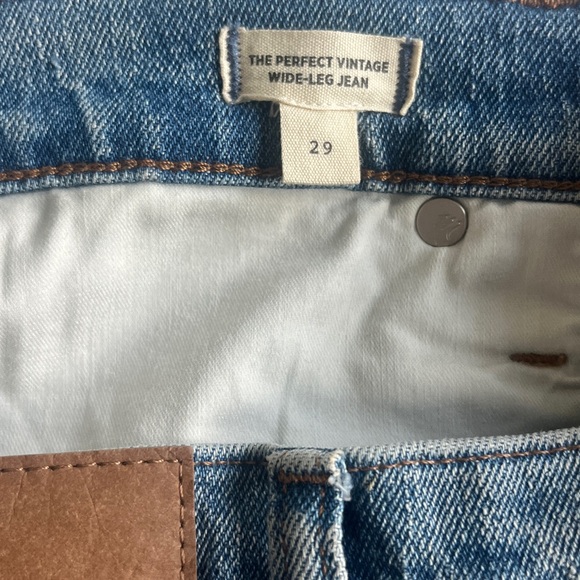 THE PERFECT VINTAGE
WIDE-LEG JEAN
29